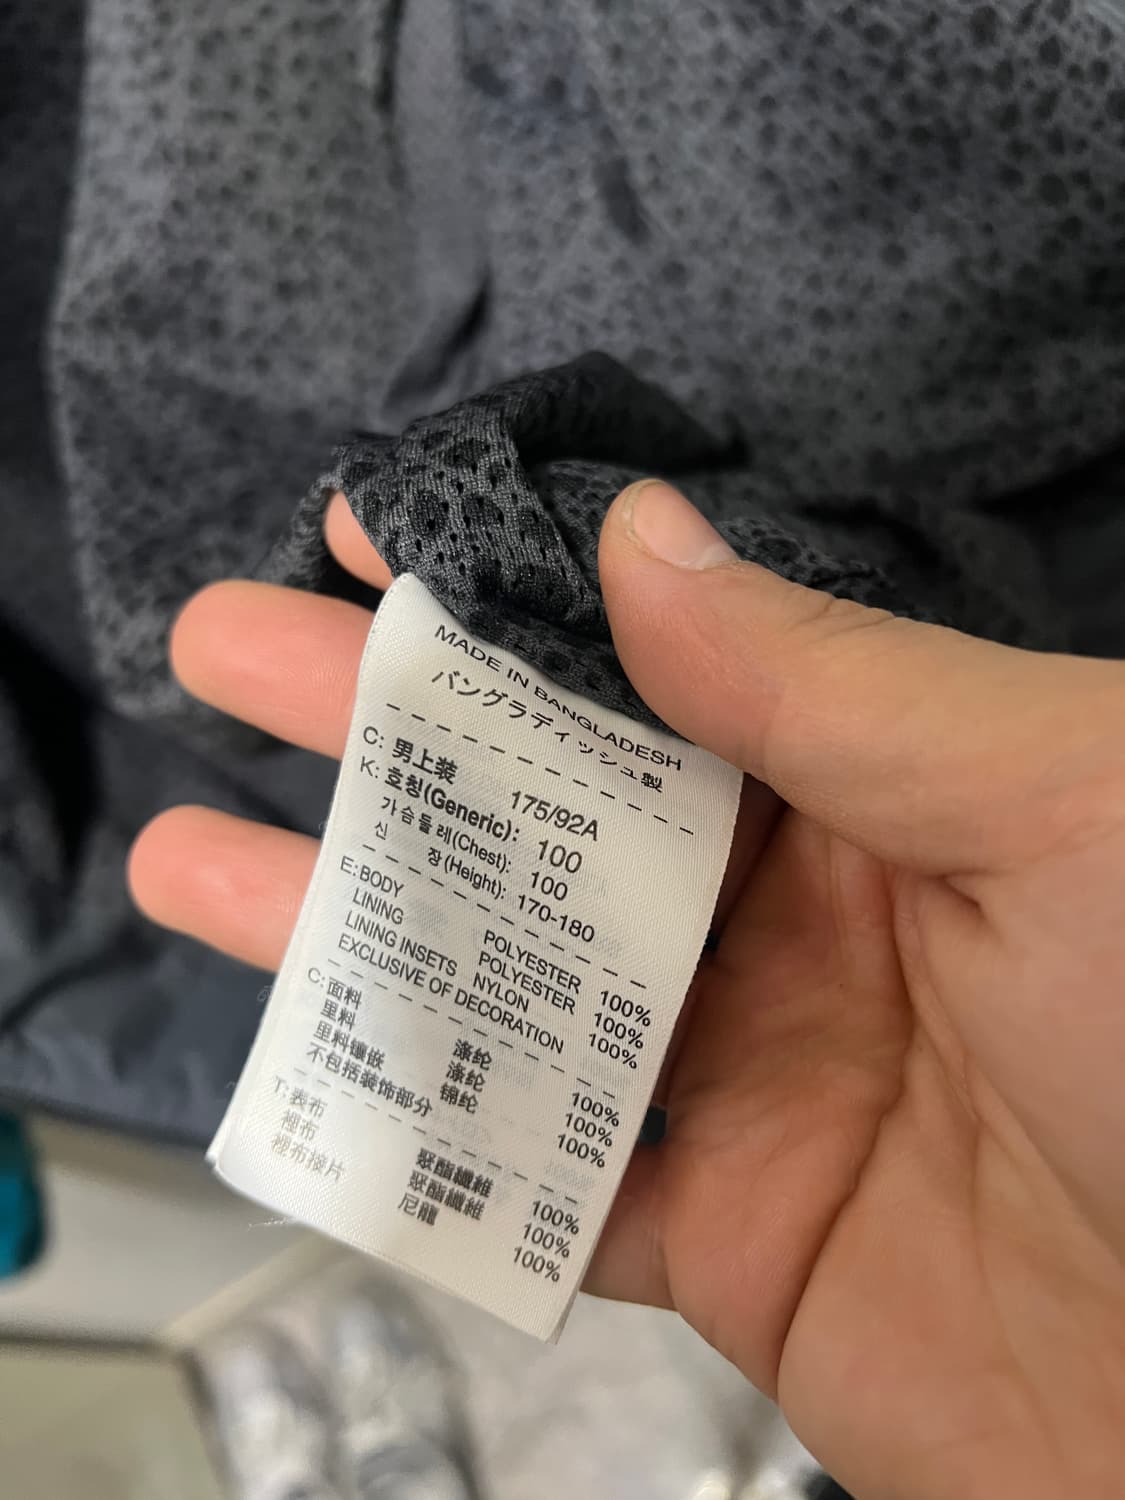 MADE IN BANGLADESH
バングラディッシュ製
C: 男上装 175/92A
K: 호칭(Generic): 100
가슴둘레(Chest): 100
신 장(Height): 170-180
E: BODY POLYESTER 100%
LINING POLYESTER 100%
LINING INSETS NYLON 100%
EXCLUSIVE OF DECORATION
C: 面料 涤纶 100%
里料 涤纶 100%
里料镶嵌 锦纶 100%
不包括装饰部分
T: 表布 聚酯纖維 100%
裡布 聚酯纖維 100%
裡布接片 尼龍 100%